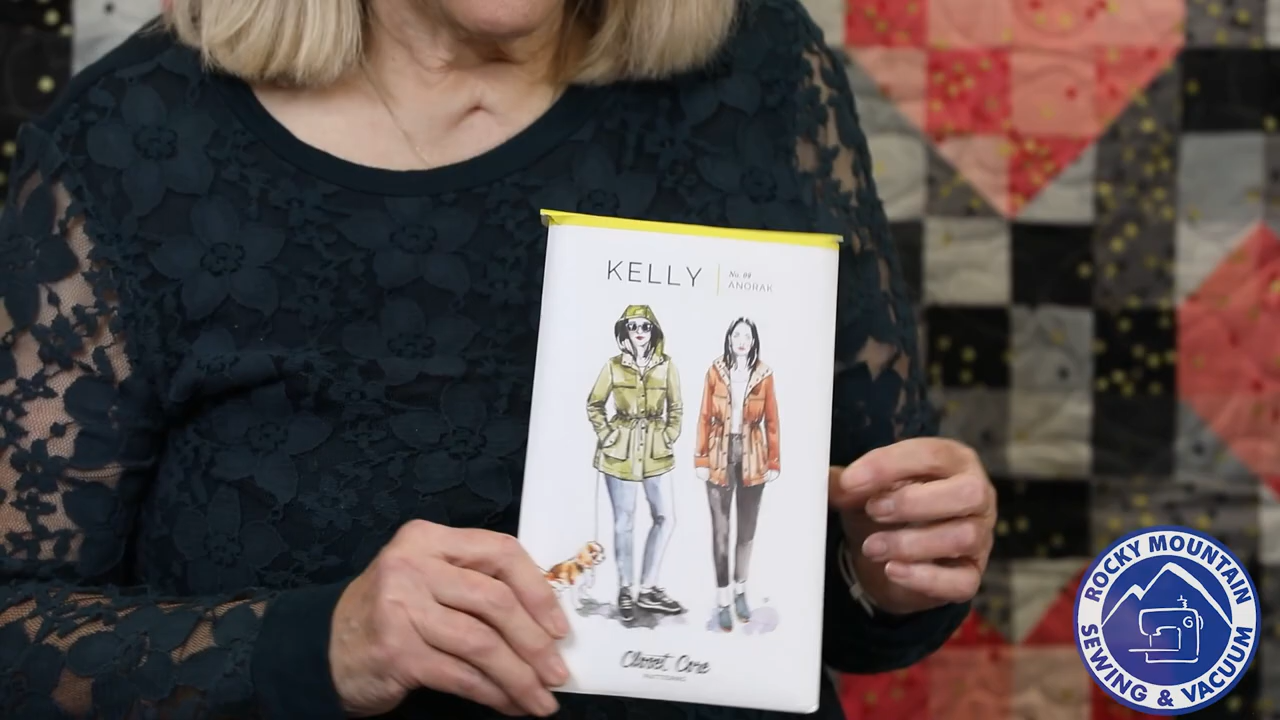 KELLY
No. 09
ANORAK
Closet Core
PATTERNS
ROCKY MOUNTAIN
SEWING & VACUUM